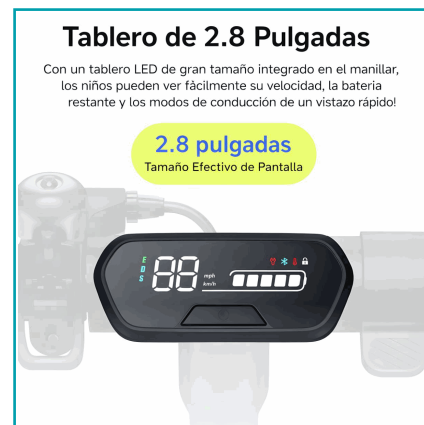 Tablero de 2.8 Pulgadas
Con un tablero LED de gran tamaño integrado en el manillar,
los niños pueden ver fàcilmente su velocidad, la bateria
restante y los modos de conducción de un vistazo rápido!
2.8 pulgadas
Tamaño Efectivo de Pantalla
E
D
S
88
mph
km/h